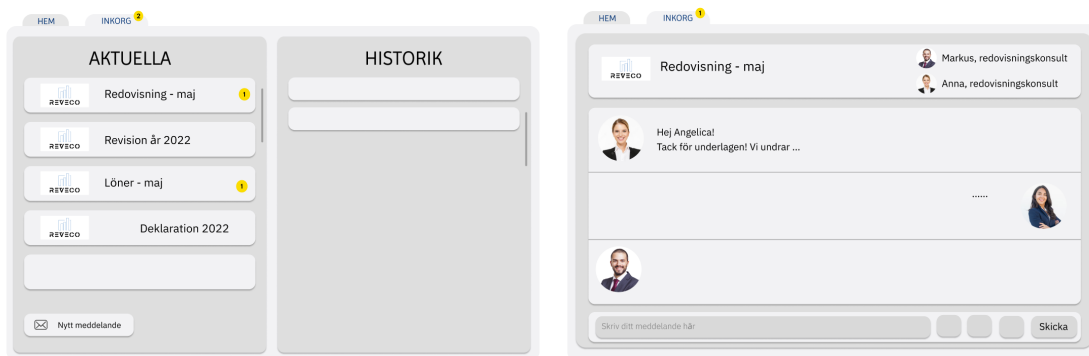 HEM
INKORG 2
AKTUELLA
REVECO Redovisning - maj 1
REVECO Revision år 2022
REVECO Löner - maj 1
REVECO Deklaration 2022
Nytt meddelande
HISTORIK
HEM
INKORG 1
REVECO Redovisning - maj
Markus, redovisningskonsult
Anna, redovisningskonsult
Hej Angelica!
Tack för underlagen! Vi undrar ...
......
Skriv ditt meddelande här
Skicka